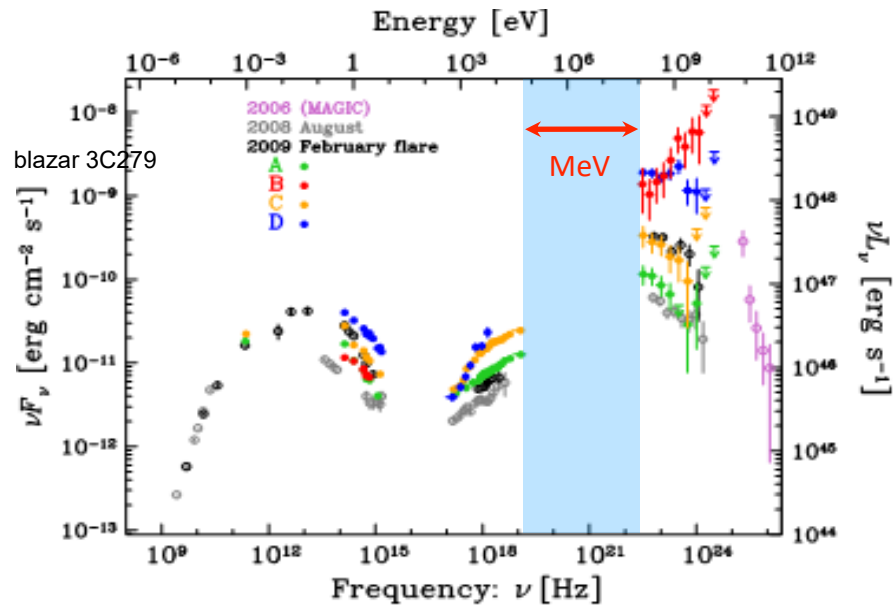 Energy [eV]
10⁻⁶ 10⁻³ 1 10³ 10⁶ 10⁹ 10¹²
2006 (MAGIC)
2008 August
2009 February flare
A
B
C
D
blazar 3C279
MeV
10⁻⁸
10⁻⁹
10⁻¹⁰
10⁻¹¹
10⁻¹²
10⁻¹³
νFᵥ [erg cm⁻² s⁻¹]
10⁴⁹
10⁴⁸
10⁴⁷
10⁴⁶
10⁴⁵
10⁴⁴
νLᵥ [erg s⁻¹]
10⁹ 10¹² 10¹⁵ 10¹⁸ 10²¹ 10²⁴
Frequency: ν [Hz]